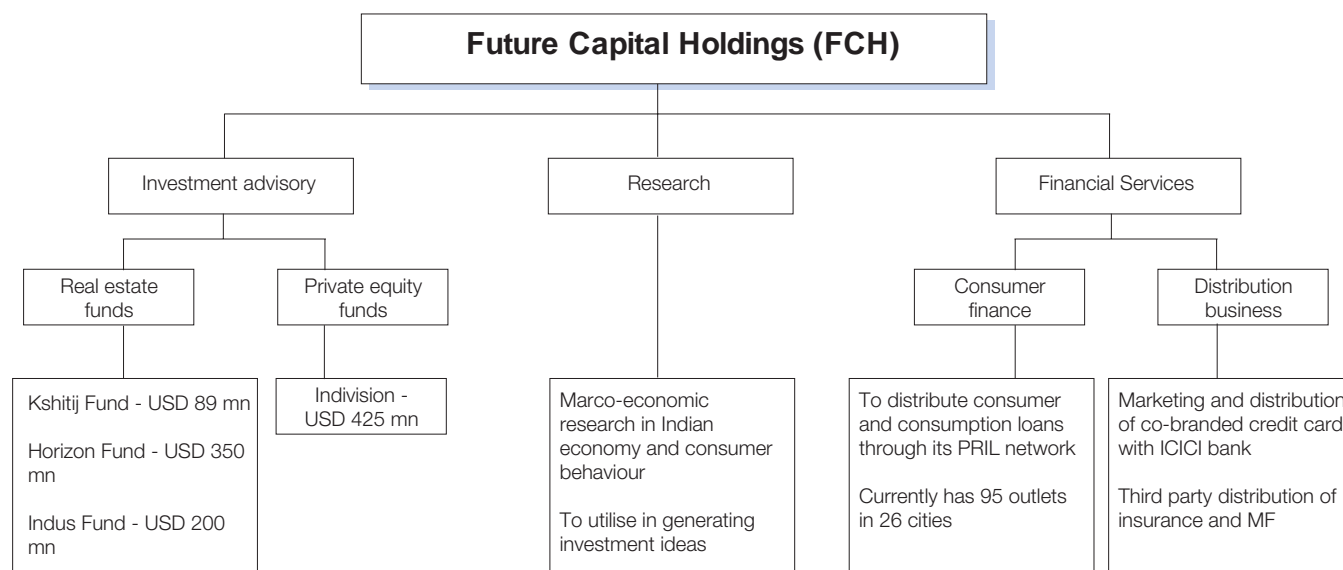 Future Capital Holdings (FCH)
Investment advisory
Research
Financial Services
Real estate
funds
Private equity
funds
Consumer
finance
Distribution
business
Kshitij Fund - USD 89 mn
Horizon Fund - USD 350
mn
Indus Fund - USD 200
mn
Indivision -
USD 425 mn
Marco-economic
research in Indian
economy and consumer
behaviour
To utilise in generating
investment ideas
To distribute consumer
and consumption loans
through its PRIL network
Currently has 95 outlets
in 26 cities
Marketing and distribution
of co-branded credit card
with ICICI bank
Third party distribution of
insurance and MF